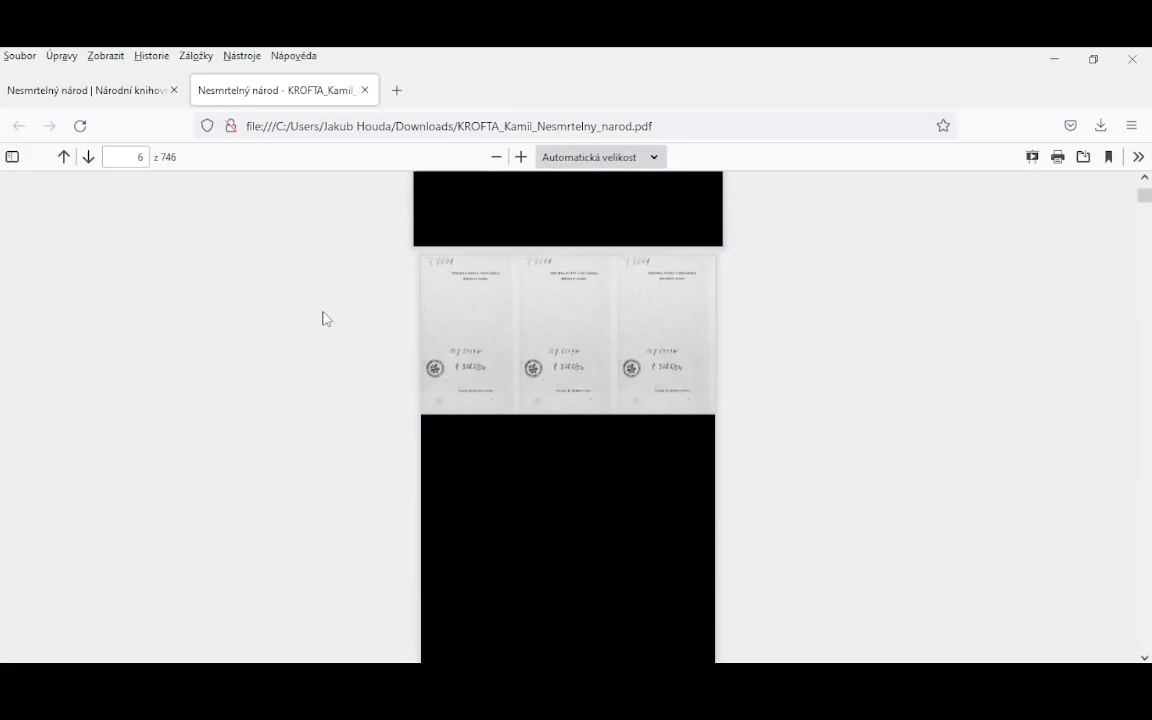 Soubor Úpravy Zobrazit Historie Záložky Nástroje Nápověda
Nesmrtelný národ | Národní knihov
Nesmrtelný národ - KROFTA_Kamil_
file:///C:/Users/Jakub Houda/Downloads/KROFTA_Kamil_Nesmrtelny_narod.pdf
6 z 746
Automatická velikost